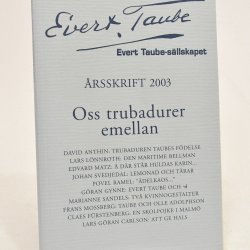 Evert Taube
Evert Taube-sällskapet
ÅRSSKRIFT 2003
Oss trubadurer
emellan
DAVID ANTHIN: TRUBADUREN TAUBES FÖDELSE
LARS LÖNNROTH: DEN MARITIME BELLMAN
EDVARD MATZ: Å DÄR STÅR HULDAS KARIN...
JOHAN SVEDJEDAL: LEMONAD OCH TÅRAR
POVEL RAMEL: "ÄDELKAOS..."
GÖRAN GYNNE: EVERT TAUBE OCH
MARIANNE SANDELS: TVÅ KVINNOGESTALTER
FRANS MOSSBERG: TAUBE OCH OLLE ADOLPHSON
CLAES FÜRSTENBERG: EN SKOLPOJKE I MALMÖ
LARS GÖRAN CARLSON: ATT GE HALS